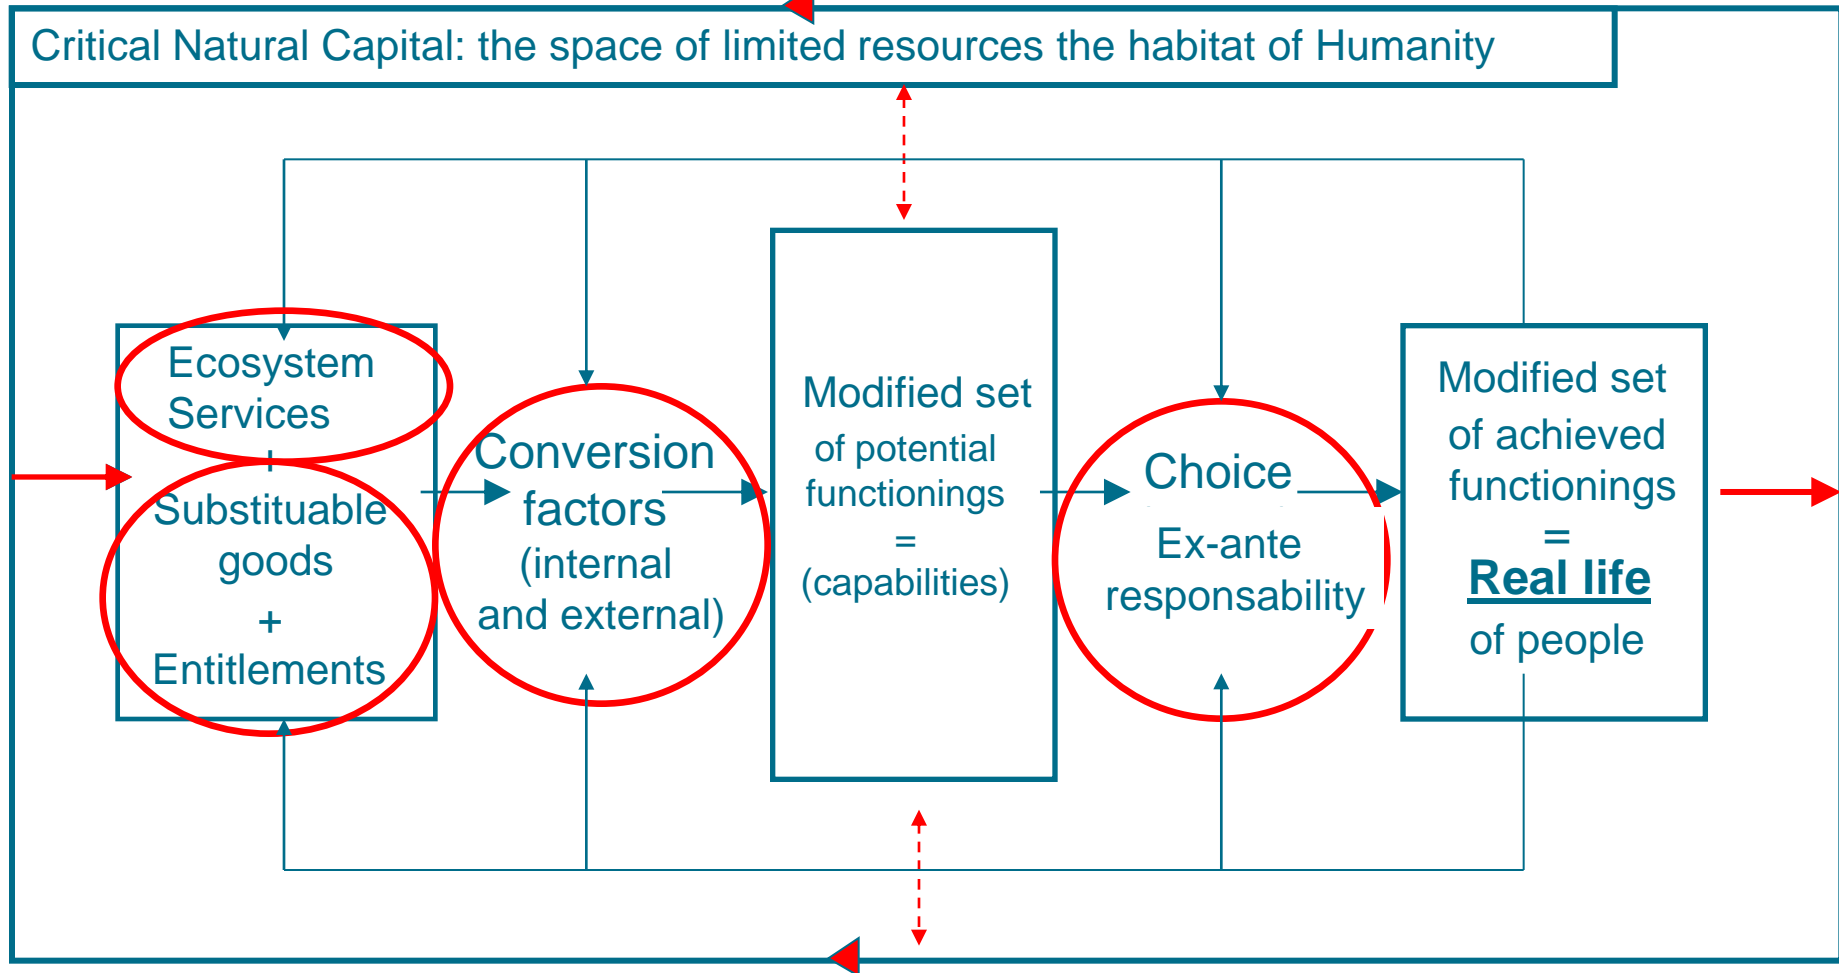 Critical Natural Capital: the space of limited resources the habitat of Humanity
Ecosystem
Services
+
Substituable
goods
+
Entitlements
Conversion
factors
(internal
and external)
Modified set
of potential
functionings
=
(capabilities)
Choice
Ex-ante
responsability
Modified set
of achieved
functionings
=
Real life
of people